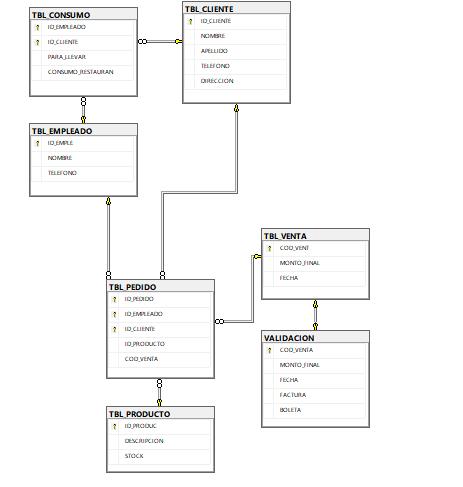 TBL_CONSUMO
ID_EMPLEADO
ID_CLIENTE
PARA_LLEVAR
CONSUMO_RESTAURAN
TBL_CLIENTE
ID_CLIENTE
NOMBRE
APELLIDO
TELEFONO
DIRECCION
TBL_EMPLEADO
ID_EMPLE
NOMBRE
TELEFONO
TBL_VENTA
COD_VENT
MONTO_FINAL
FECHA
TBL_PEDIDO
ID_PEDIDO
ID_EMPLEADO
ID_CLIENTE
ID_PRODUCTO
COD_VENTA
VALIDACION
COD_VENTA
MONTO_FINAL
FECHA
FACTURA
BOLETA
TBL_PRODUCTO
ID_PRODUC
DESCRIPCION
STOCK